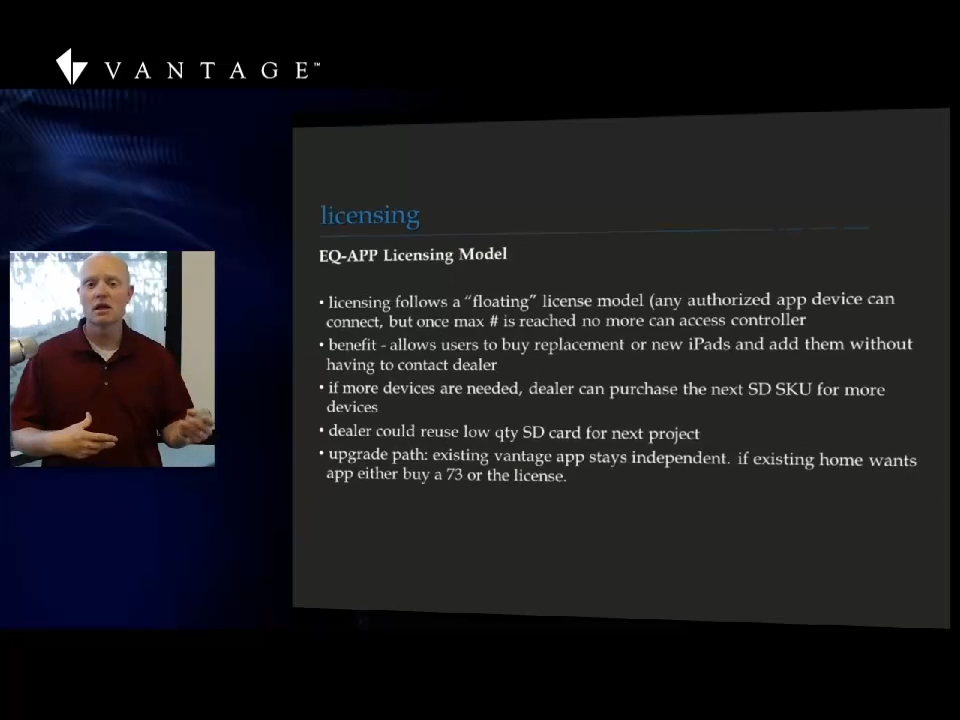 VANTAGE™
licensing
EQ-APP Licensing Model
• licensing follows a “floating” license model (any authorized app device can
connect, but once max # is reached no more can access controller
• benefit - allows users to buy replacement or new iPads and add them without
having to contact dealer
• if more devices are needed, dealer can purchase the next SD SKU for more
devices
• dealer could reuse low qty SD card for next project
• upgrade path: existing vantage app stays independent. if existing home wants
app either buy a 73 or the license.